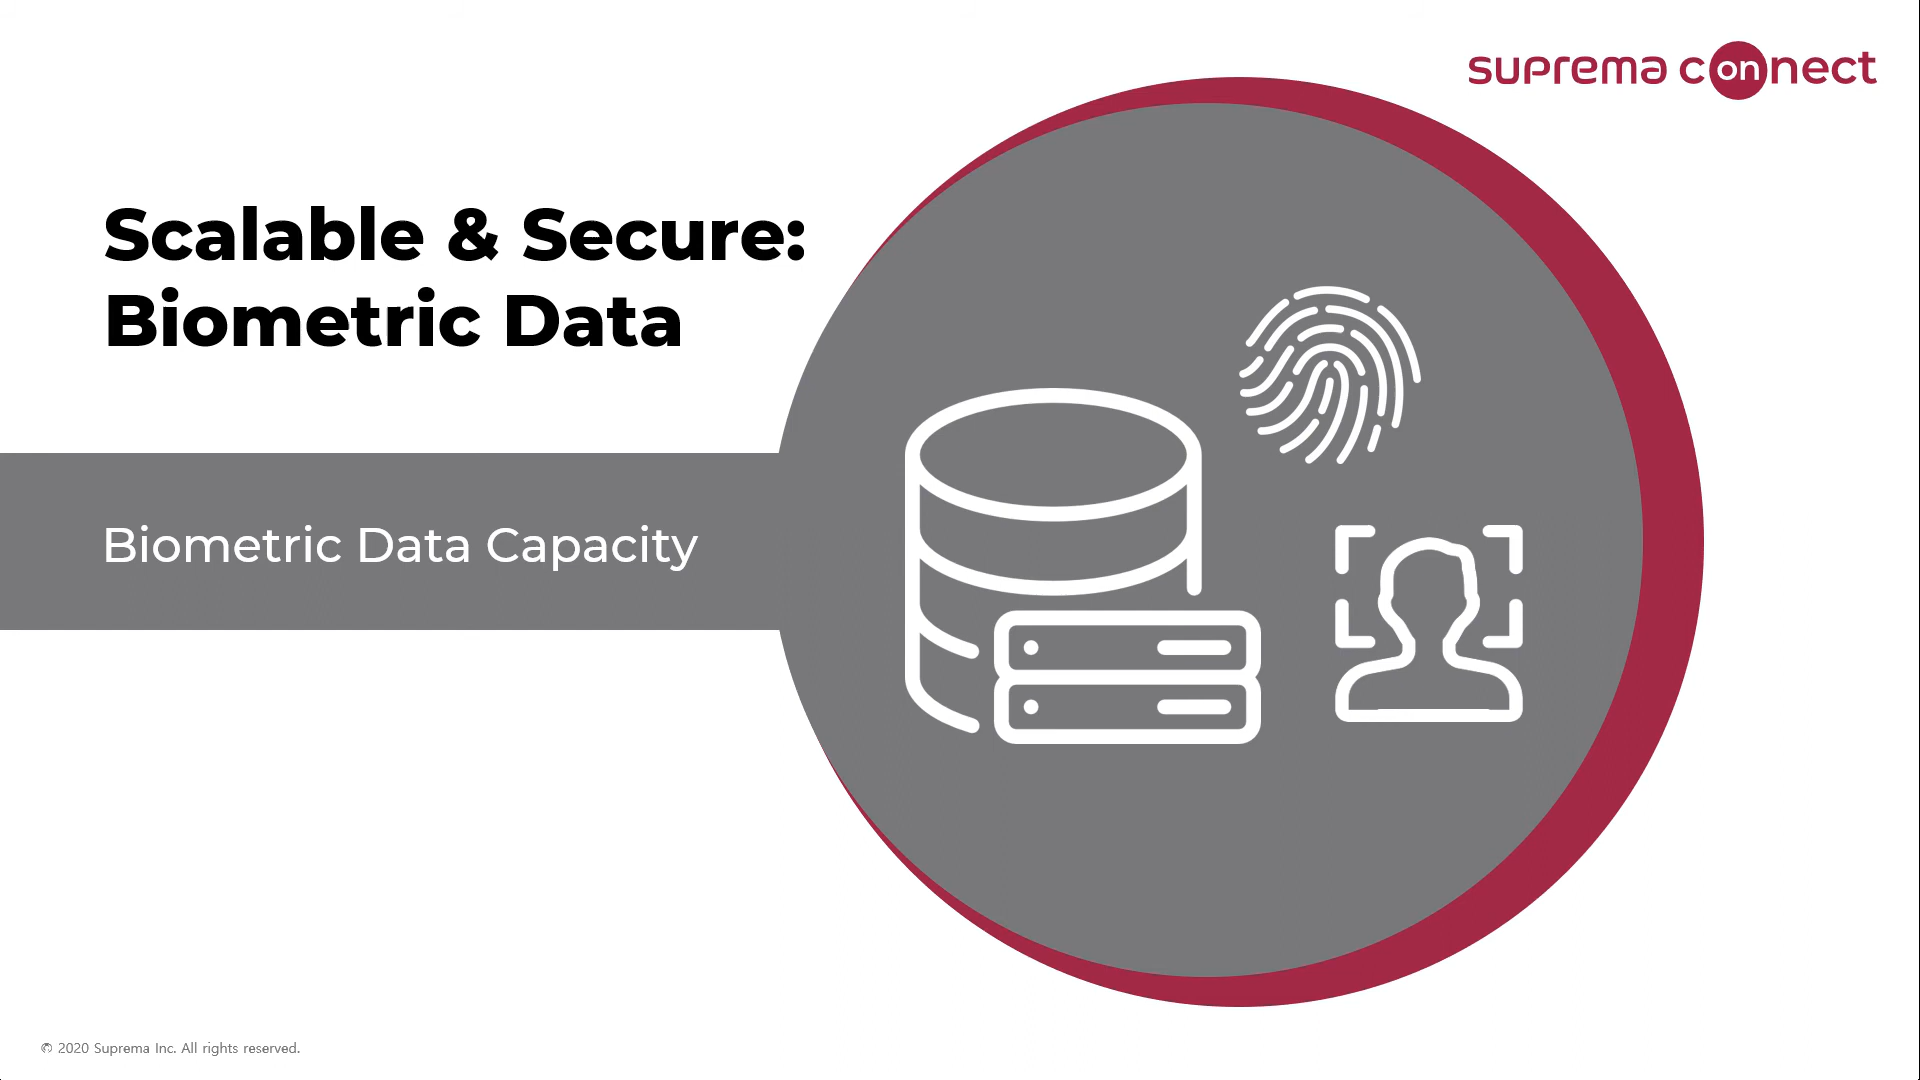 suprema connect
Scalable & Secure:
Biometric Data
Biometric Data Capacity
© 2020 Suprema Inc. All rights reserved.